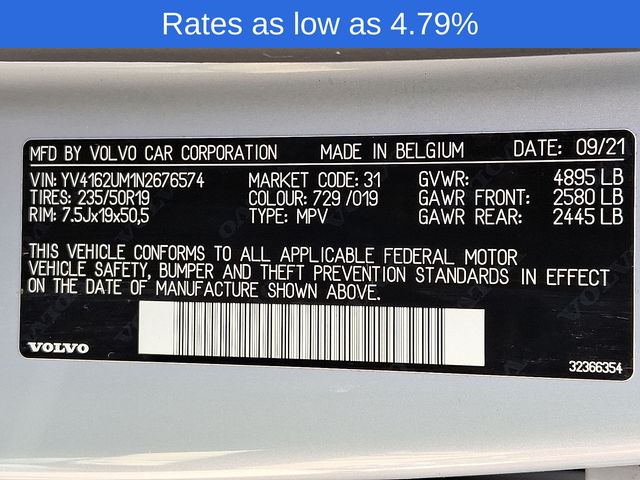 Rates as low as 4.79%
MFD BY VOLVO CAR CORPORATION MADE IN BELGIUM DATE: 09/21
VIN: YV4162UM1N2676574 MARKET CODE: 31 GVWR: 4895 LB
TIRES: 235/50R19 COLOUR: 729 /019 GAWR FRONT: 2580 LB
RIM: 7.5Jx19x50,5 TYPE: MPV GAWR REAR: 2445 LB
THIS VEHICLE CONFORMS TO ALL APPLICABLE FEDERAL MOTOR
VEHICLE SAFETY, BUMPER AND THEFT PREVENTION STANDARDS IN EFFECT
ON THE DATE OF MANUFACTURE SHOWN ABOVE.
VOLVO
32366354